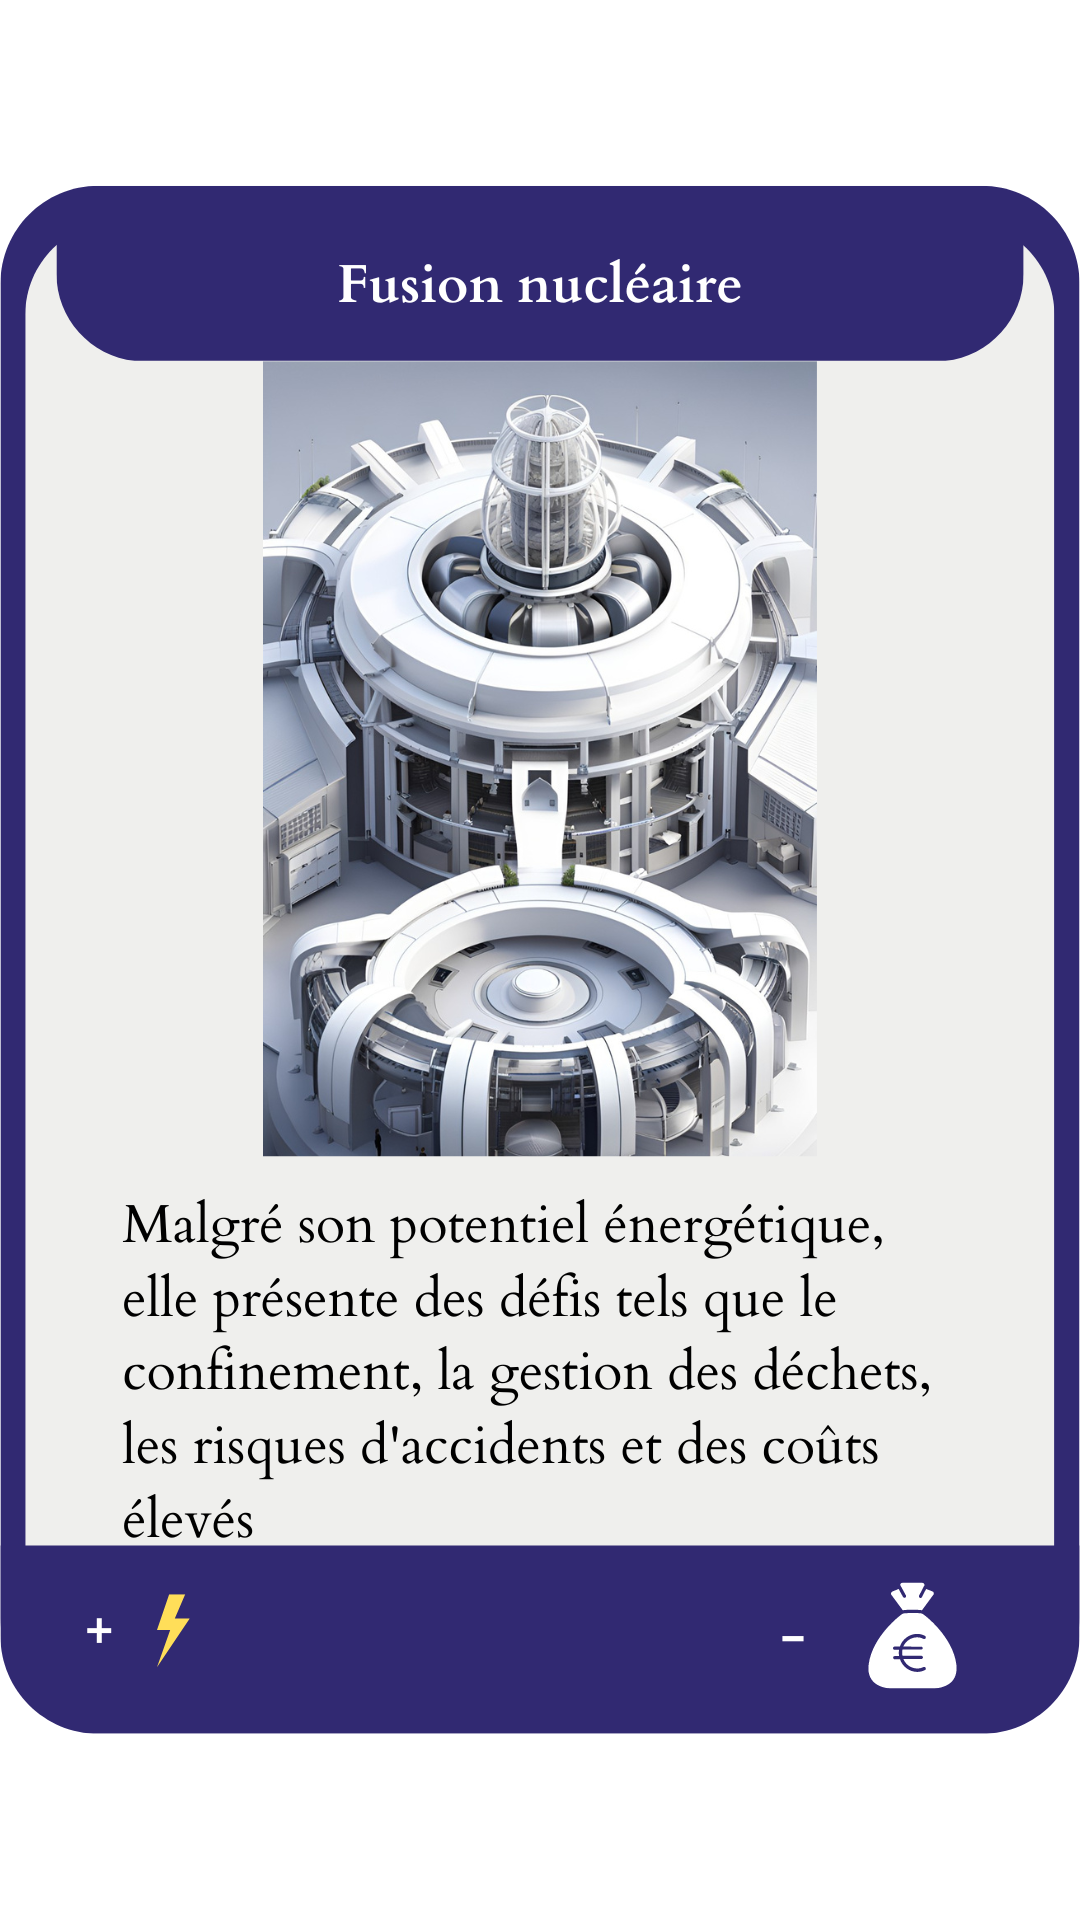 Fusion nucléaire
Malgré son potentiel énergétique,
elle présente des défis tels que le
confinement, la gestion des déchets,
les risques d'accidents et des coûts
élevés
+
- €